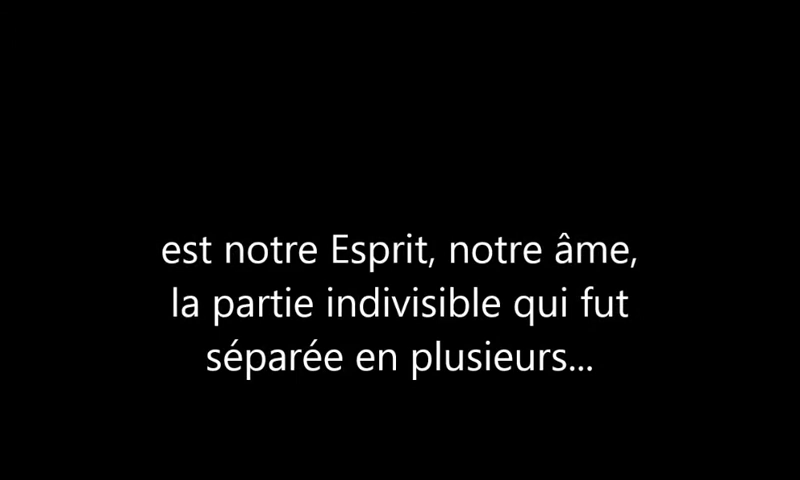 est notre Esprit, notre âme,
la partie indivisible qui fut
séparée en plusieurs...